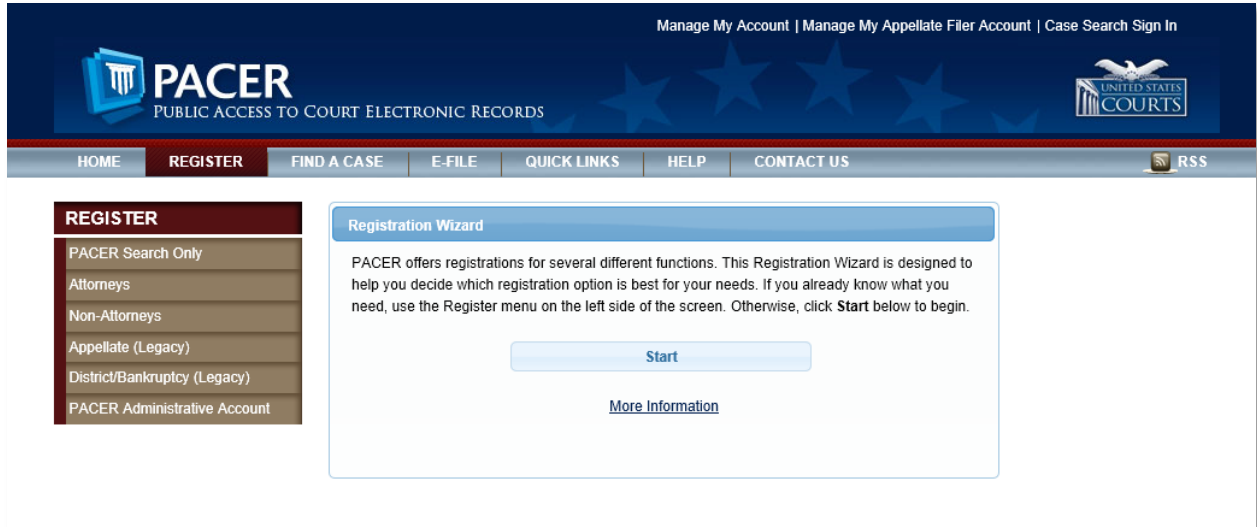 Manage My Account | Manage My Appellate Filer Account | Case Search Sign In
PACER
PUBLIC ACCESS TO COURT ELECTRONIC RECORDS
UNITED STATES
COURTS
HOME REGISTER FIND A CASE E-FILE QUICK LINKS HELP CONTACT US RSS
REGISTER
PACER Search Only
Attorneys
Non-Attorneys
Appellate (Legacy)
District/Bankruptcy (Legacy)
PACER Administrative Account
Registration Wizard
PACER offers registrations for several different functions. This Registration Wizard is designed to
help you decide which registration option is best for your needs. If you already know what you
need, use the Register menu on the left side of the screen. Otherwise, click Start below to begin.
Start
More Information